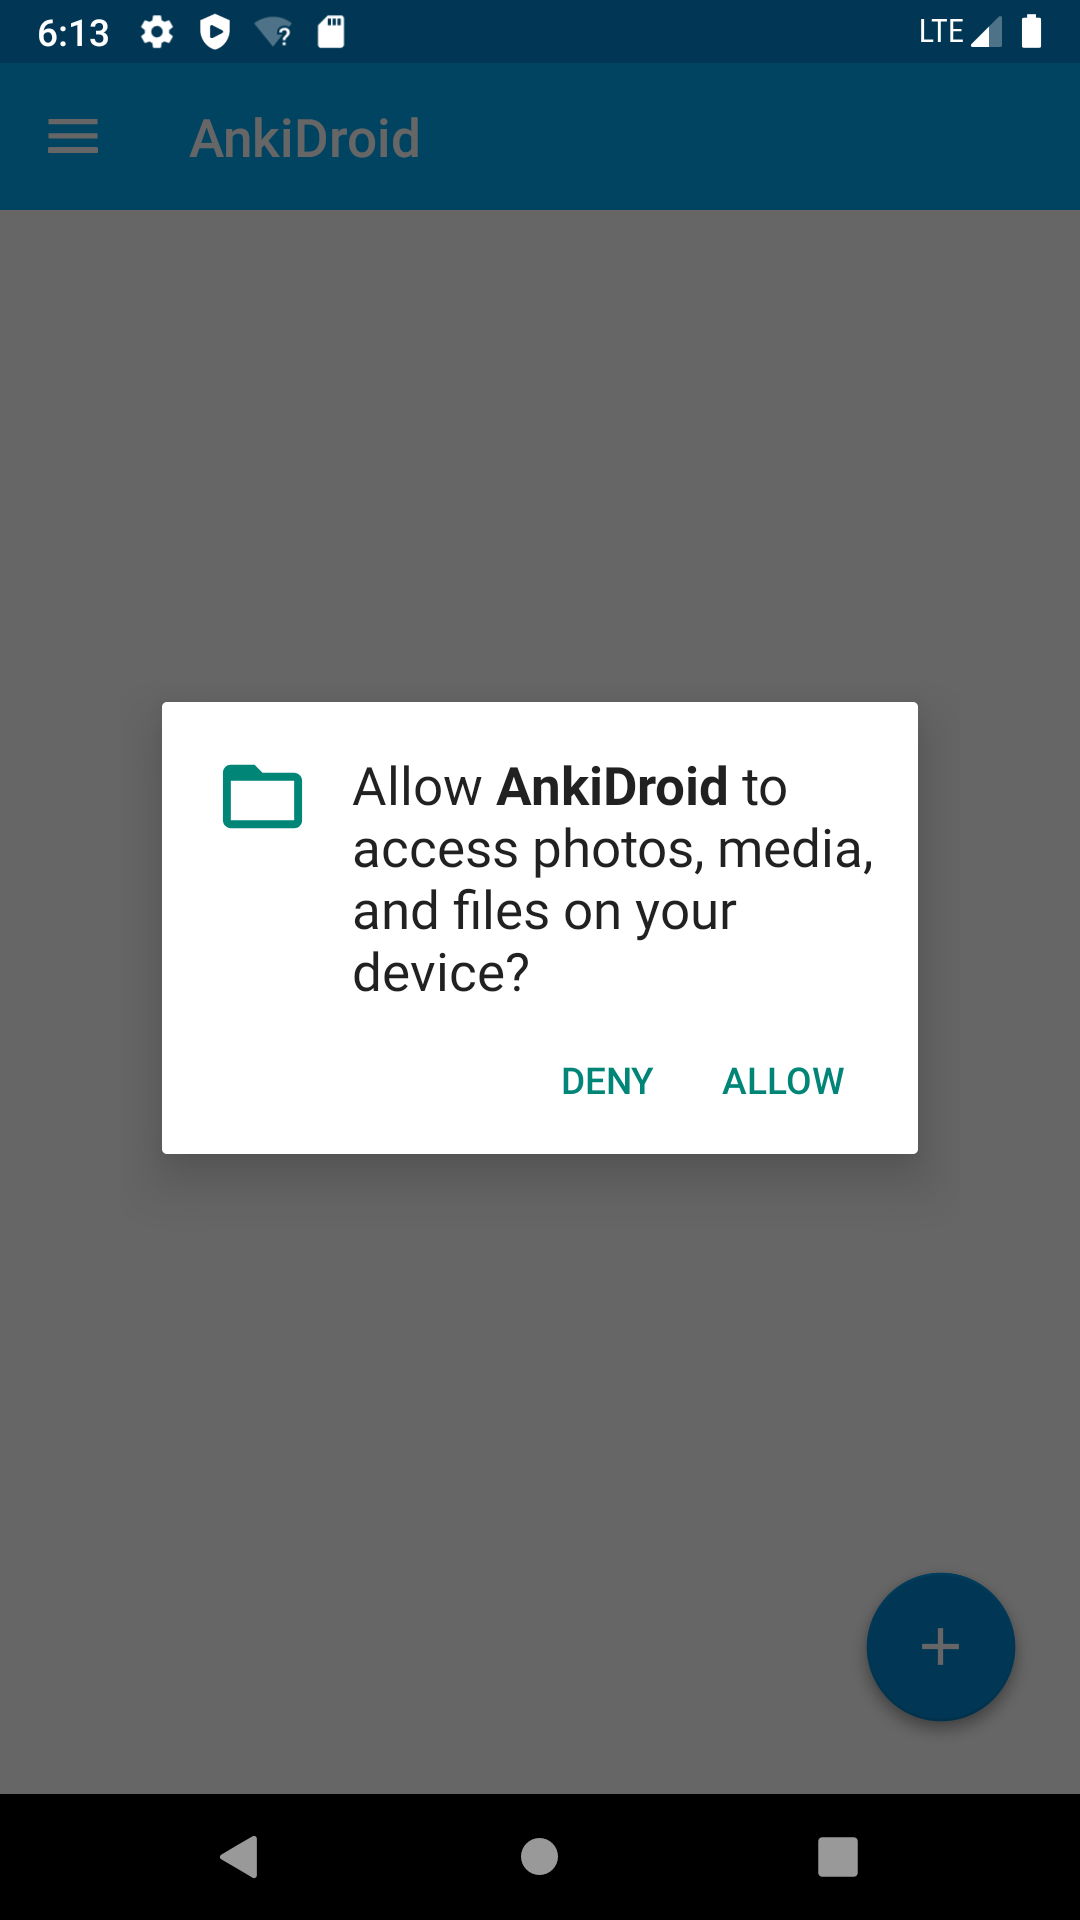 6:13
LTE
AnkiDroid
Allow AnkiDroid to
access photos, media,
and files on your
device?
DENY ALLOW